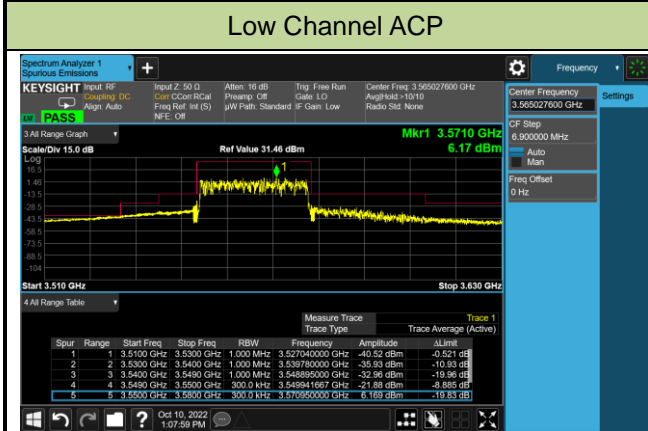 Low Channel ACP
Spectrum Analyzer 1
Spurious Emissions
+
Frequency
KEYSIGHT
Input: RF
Coupling: DC
Align: Auto
Input Z: 50 Ω
Corr CCorr RCal
Freq Ref: Int (S)
NFE: Off
Atten: 16 dB
Preamp: Off
µW Path: Standard
Trig: Free Run
Gate: LO
IF Gain: Low
Center Freq: 3.565027600 GHz
Avg|Hold:>10/10
Radio Std: None
PASS
Center Frequency
3.565027600 GHz
Settings
CF Step
6.900000 MHz
Auto
Man
Freq Offset
0 Hz
3 All Range Graph
Mkr1 3.5710 GHz
Scale/Div 15.0 dB
Ref Value 31.46 dBm
6.17 dBm
Log
16.5
1.46
-13.5
-28.5
-43.5
-58.5
-73.5
-88.5
-104
1
Start 3.510 GHz
Stop 3.630 GHz
4 All Range Table
Measure Trace Trace 1
Trace Type Trace Average (Active)
Spur Range Start Freq Stop Freq RBW Frequency Amplitude ΔLimit
1 1 3.5100 GHz 3.5300 GHz 1.000 MHz 3.527040000 GHz -40.52 dBm -0.521 dB
2 2 3.5300 GHz 3.5400 GHz 1.000 MHz 3.539780000 GHz -35.93 dBm -10.93 dB
3 3 3.5400 GHz 3.5490 GHz 1.000 MHz 3.548895000 GHz -32.96 dBm -19.96 dB
4 4 3.5490 GHz 3.5500 GHz 300.0 kHz 3.549941667 GHz -21.88 dBm -8.885 dB
5 5 3.5500 GHz 3.5800 GHz 300.0 kHz 3.570950000 GHz 6.169 dBm -19.83 dB
?
Oct 10, 2022
1:07:59 PM